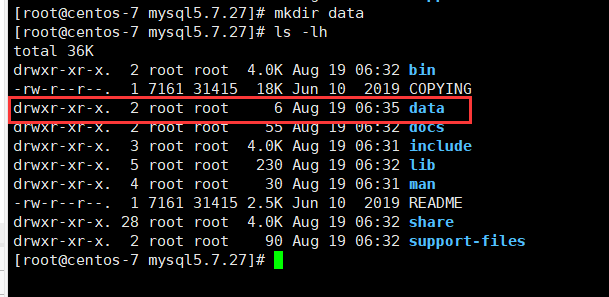 [root@centos-7 mysql5.7.27]# mkdir data
[root@centos-7 mysql5.7.27]# ls -lh
total 36K
drwxr-xr-x.  2 root root  4.0K Aug 19 06:32 bin
-rw-r--r--.  1 7161 31415  18K Jun 10  2019 COPYING
drwxr-xr-x.  2 root root     6 Aug 19 06:35 data
drwxr-xr-x.  2 root root    55 Aug 19 06:32 docs
drwxr-xr-x.  3 root root  4.0K Aug 19 06:31 include
drwxr-xr-x.  5 root root   230 Aug 19 06:32 lib
drwxr-xr-x.  4 root root    30 Aug 19 06:31 man
-rw-r--r--.  1 7161 31415 2.5K Jun 10  2019 README
drwxr-xr-x. 28 root root  4.0K Aug 19 06:32 share
drwxr-xr-x.  2 root root    90 Aug 19 06:32 support-files
[root@centos-7 mysql5.7.27]#